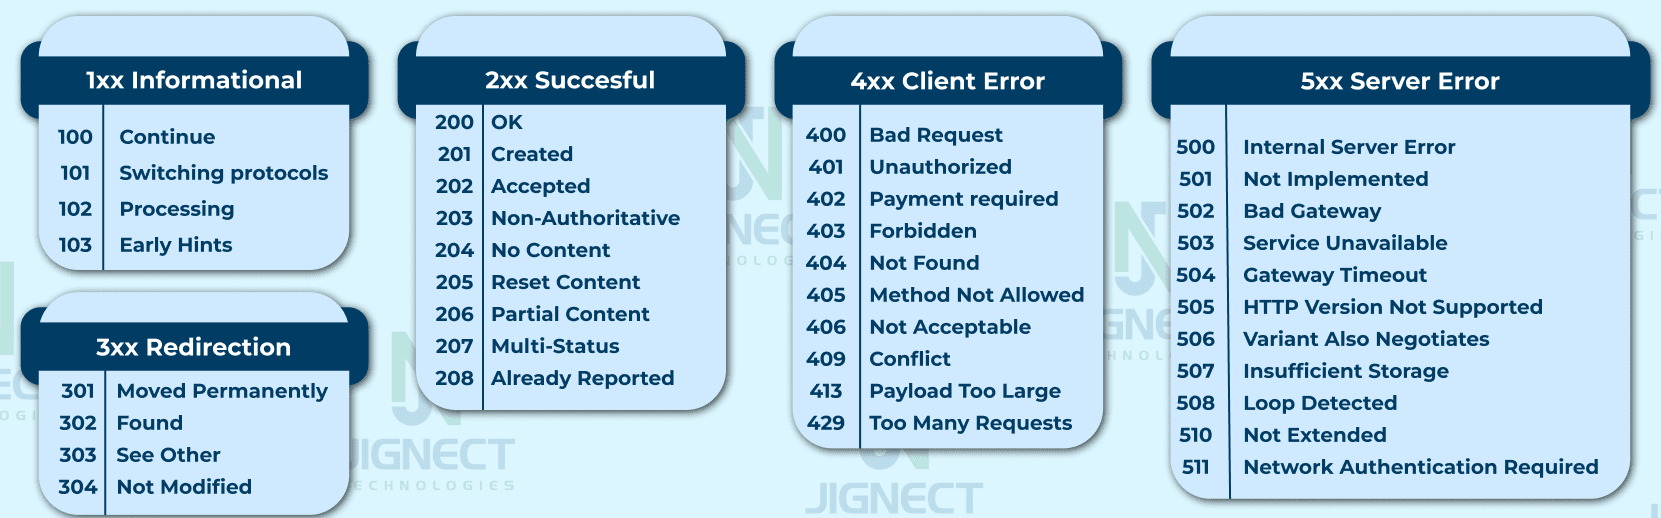 1xx Informational
100 Continue
101 Switching protocols
102 Processing
103 Early Hints
3xx Redirection
301 Moved Permanently
302 Found
303 See Other
304 Not Modified
2xx Succesful
200 OK
201 Created
202 Accepted
203 Non-Authoritative
204 No Content
205 Reset Content
206 Partial Content
207 Multi-Status
208 Already Reported
4xx Client Error
400 Bad Request
401 Unauthorized
402 Payment required
403 Forbidden
404 Not Found
405 Method Not Allowed
406 Not Acceptable
409 Conflict
413 Payload Too Large
429 Too Many Requests
5xx Server Error
500 Internal Server Error
501 Not Implemented
502 Bad Gateway
503 Service Unavailable
504 Gateway Timeout
505 HTTP Version Not Supported
506 Variant Also Negotiates
507 Insufficient Storage
508 Loop Detected
510 Not Extended
511 Network Authentication Required
JIGNECT
ECHNOLOGIES
JIGNECT